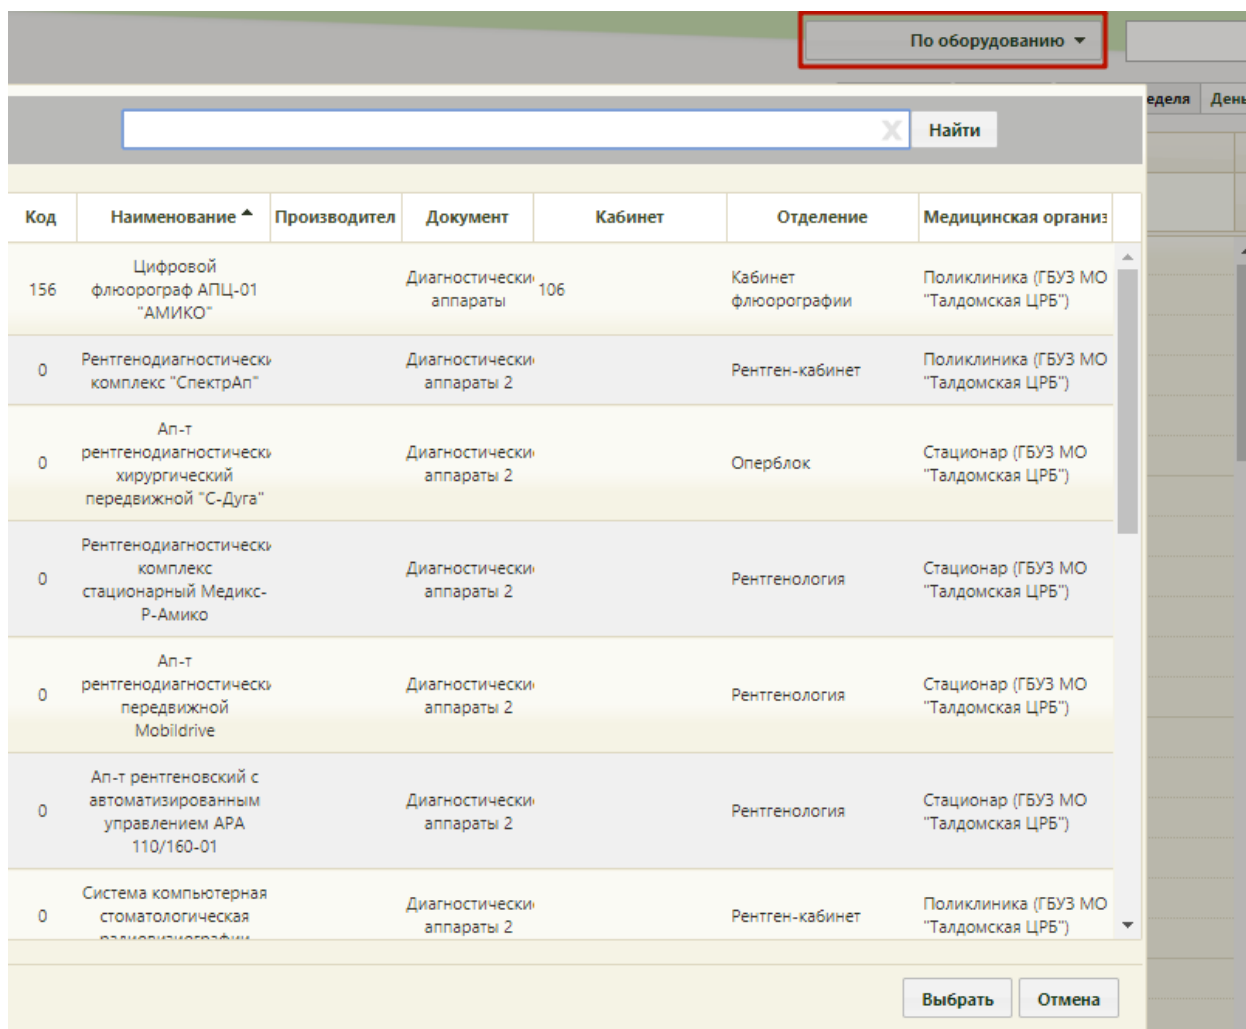 По оборудованию
еделя День
Найти
Код Наименование Производител Документ Кабинет Отделение Медицинская органиг
156
Цифровой
флюорограф АПЦ-01
"АМИКО"
Диагностически
аппараты
106
Кабинет
флюорографии
Поликлиника (ГБУЗ МО
"Талдомская ЦРБ")
0
Рентгенодиагностически
комплекс "СпектрАп"
Диагностически
аппараты 2
Рентген-кабинет
Поликлиника (ГБУЗ МО
"Талдомская ЦРБ")
0
Ап-т
рентгенодиагностически
хирургический
передвижной "С-Дуга"
Диагностически
аппараты 2
Оперблок
Стационар (ГБУЗ МО
"Талдомская ЦРБ")
0
Рентгенодиагностически
комплекс
стационарный Медикс-
Р-Амико
Диагностически
аппараты 2
Рентгенология
Стационар (ГБУЗ МО
"Талдомская ЦРБ")
0
Ап-т
рентгенодиагностически
передвижной
Mobildrive
Диагностически
аппараты 2
Рентгенология
Стационар (ГБУЗ МО
"Талдомская ЦРБ")
0
Ап-т рентгеновский с
автоматизированным
управлением АРА
110/160-01
Диагностически
аппараты 2
Рентгенология
Стационар (ГБУЗ МО
"Талдомская ЦРБ")
0
Система компьютерная
стоматологическая
радиовизиографии
Диагностически
аппараты 2
Рентген-кабинет
Поликлиника (ГБУЗ МО
"Талдомская ЦРБ")
Выбрать Отмена